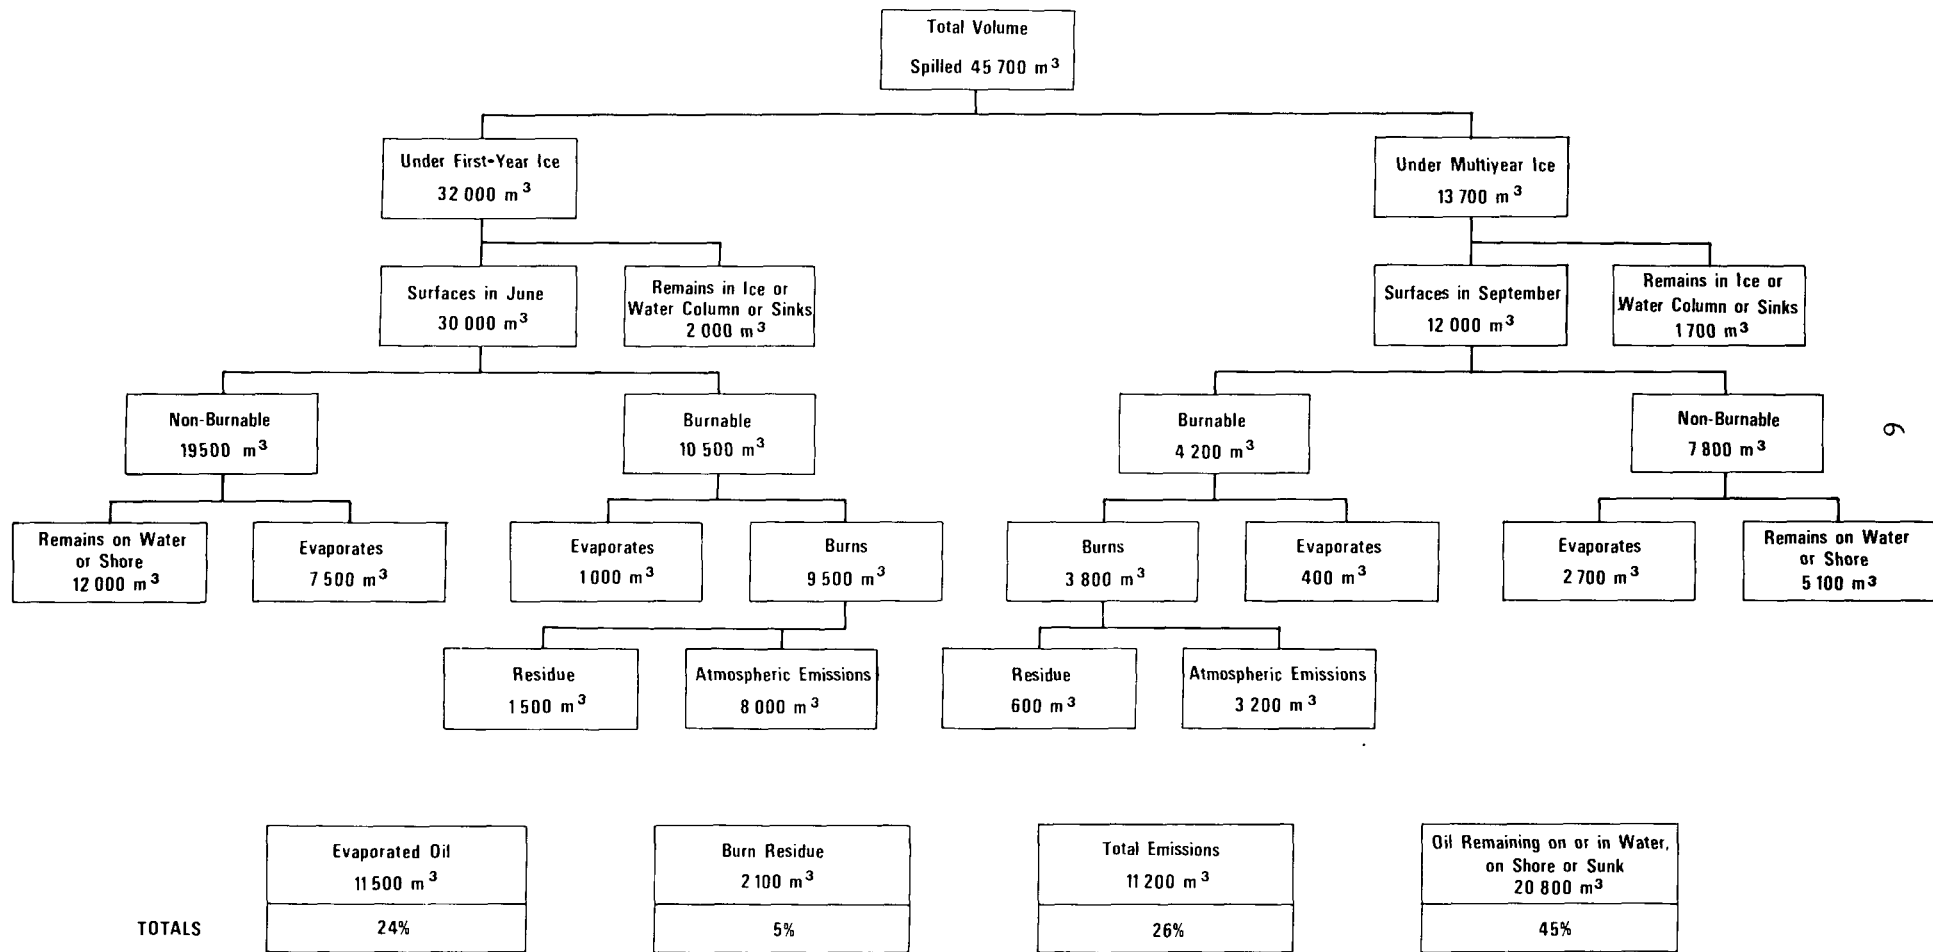 Total Volume
Spilled 45 700 m³
Under First-Year Ice
32 000 m³
Under Multiyear Ice
13 700 m³
Surfaces in June
30 000 m³
Remains in Ice or
Water Column or Sinks
2 000 m³
Surfaces in September
12 000 m³
Remains in Ice or
Water Column or Sinks
1 700 m³
Non-Burnable
19500 m³
Burnable
10 500 m³
Burnable
4 200 m³
Non-Burnable
7 800 m³
6
Remains on Water
or Shore
12 000 m³
Evaporates
7 500 m³
Evaporates
1 000 m³
Burns
9 500 m³
Burns
3 800 m³
Evaporates
400 m³
Evaporates
2 700 m³
Remains on Water
or Shore
5 100 m³
Residue
1 500 m³
Atmospheric Emissions
8 000 m³
Residue
600 m³
Atmospheric Emissions
3 200 m³
Evaporated Oil
11 500 m³
Burn Residue
2 100 m³
Total Emissions
11 200 m³
Oil Remaining on or in Water,
on Shore or Sunk
20 800 m³
TOTALS
24%
5%
26%
45%